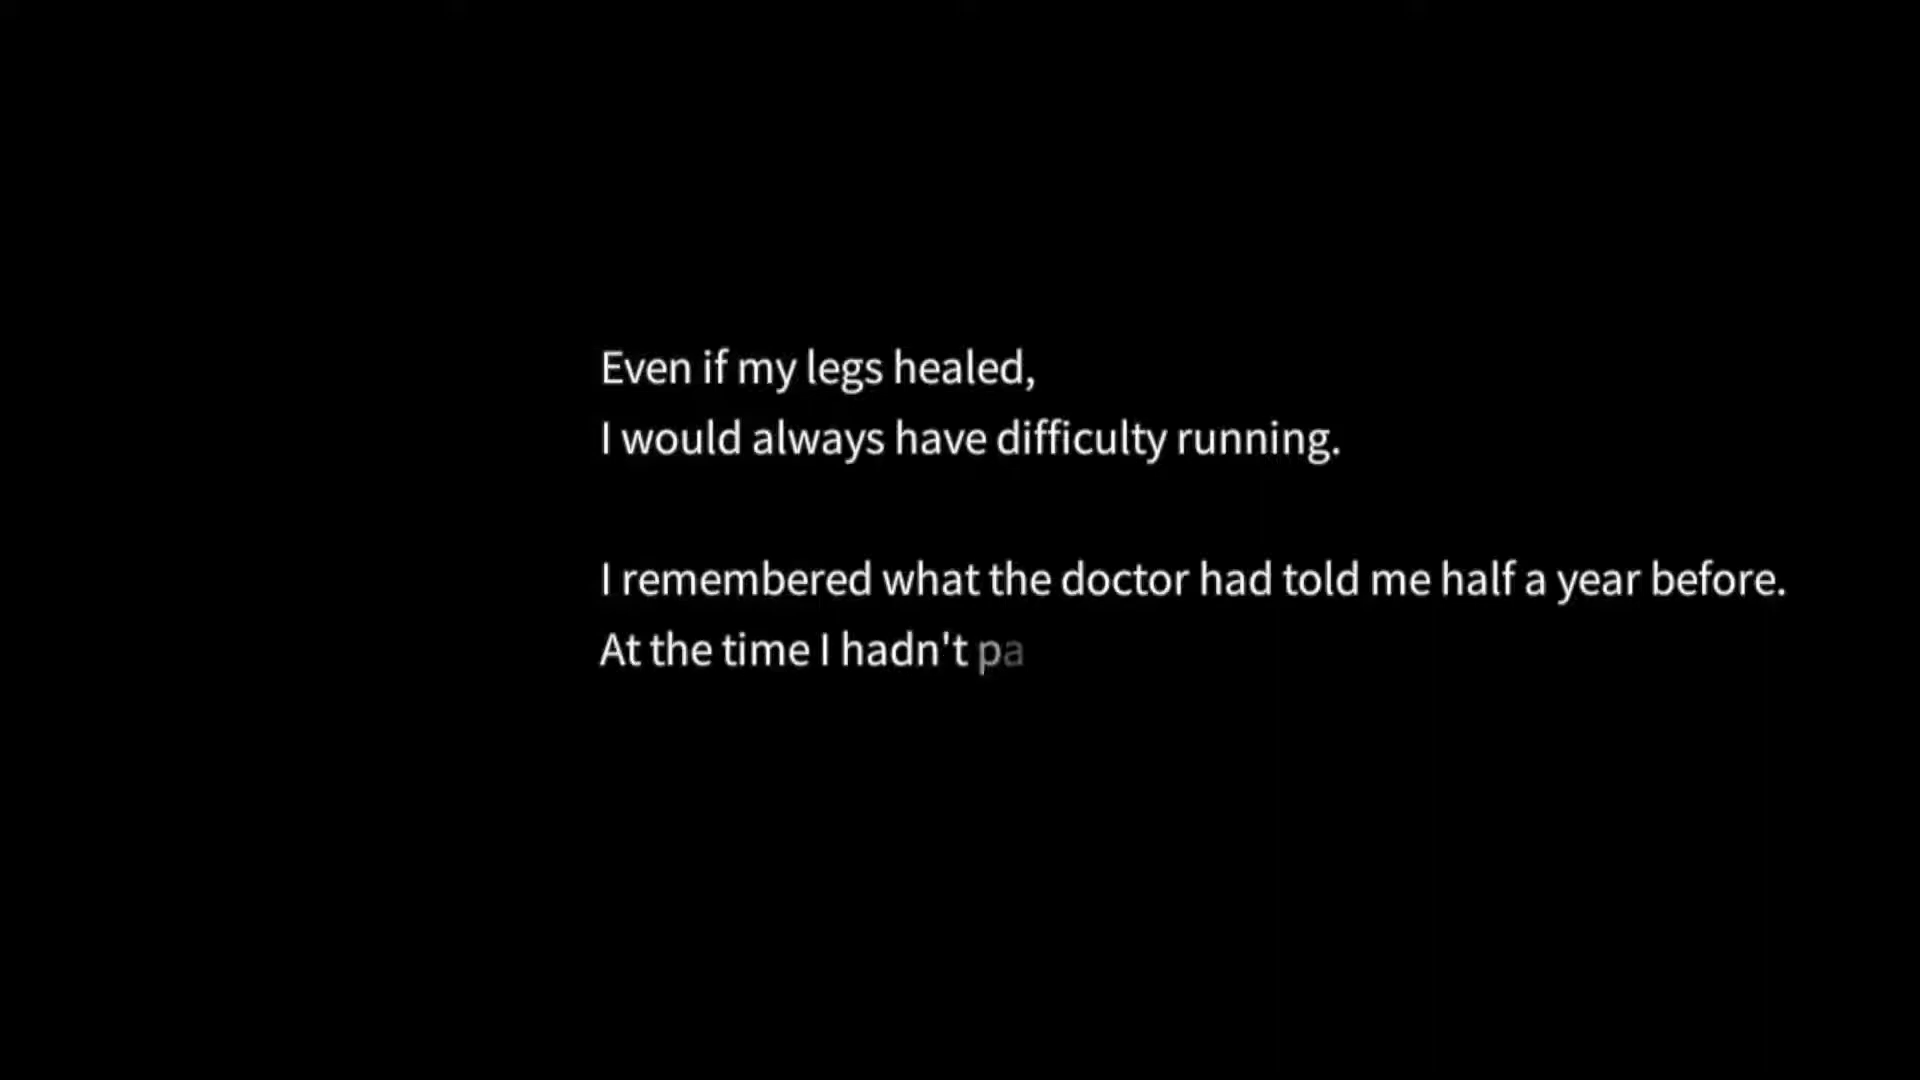 Even if my legs healed,
I would always have difficulty running.
I remembered what the doctor had told me half a year before.
At the time I hadn't pa